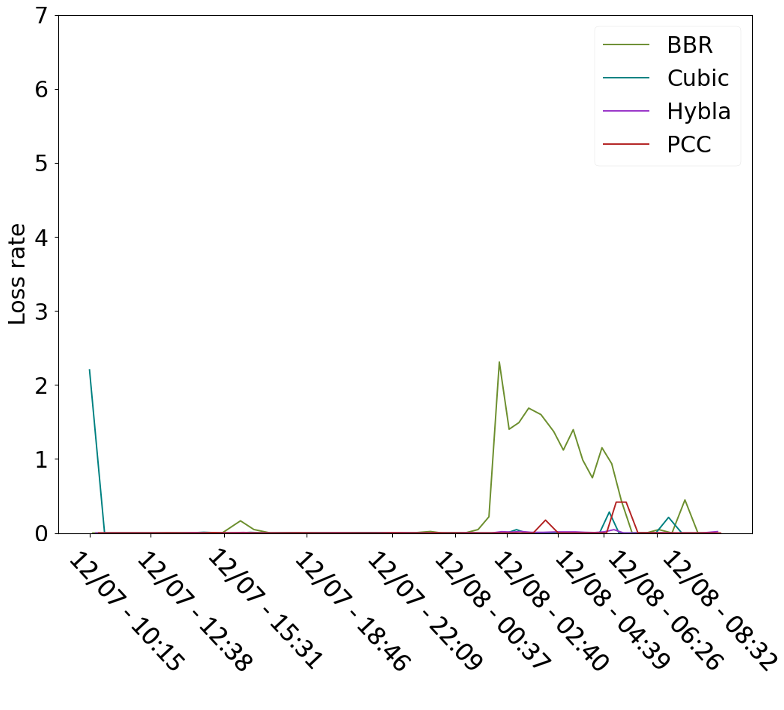 7
6
5
4
3
2
1
0
Loss rate
BBR
Cubic
Hybla
PCC
12/07 - 10:15
12/07 - 12:38
12/07 - 15:31
12/07 - 18:46
12/07 - 22:09
12/08 - 00:37
12/08 - 02:40
12/08 - 04:39
12/08 - 06:26
12/08 - 08:32